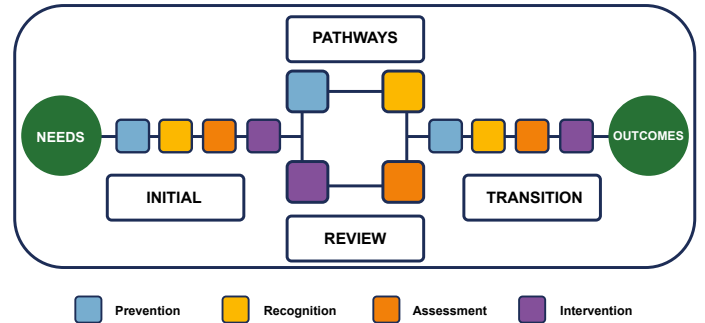 PATHWAYS
NEEDS
OUTCOMES
INITIAL
TRANSITION
REVIEW
Prevention
Recognition
Assessment
Intervention